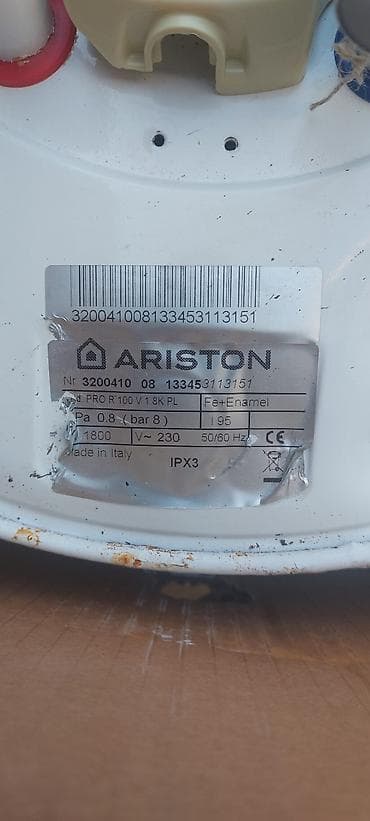 320041008133453113151
ARISTON
Nr 3200410 08 133453113151
PRO R 100 V 1.8K PL Fe+Enamel
Pa 0.8 (bar 8) l 95
1800 V~ 230 50/60 Hz CE
Made in Italy IPX3